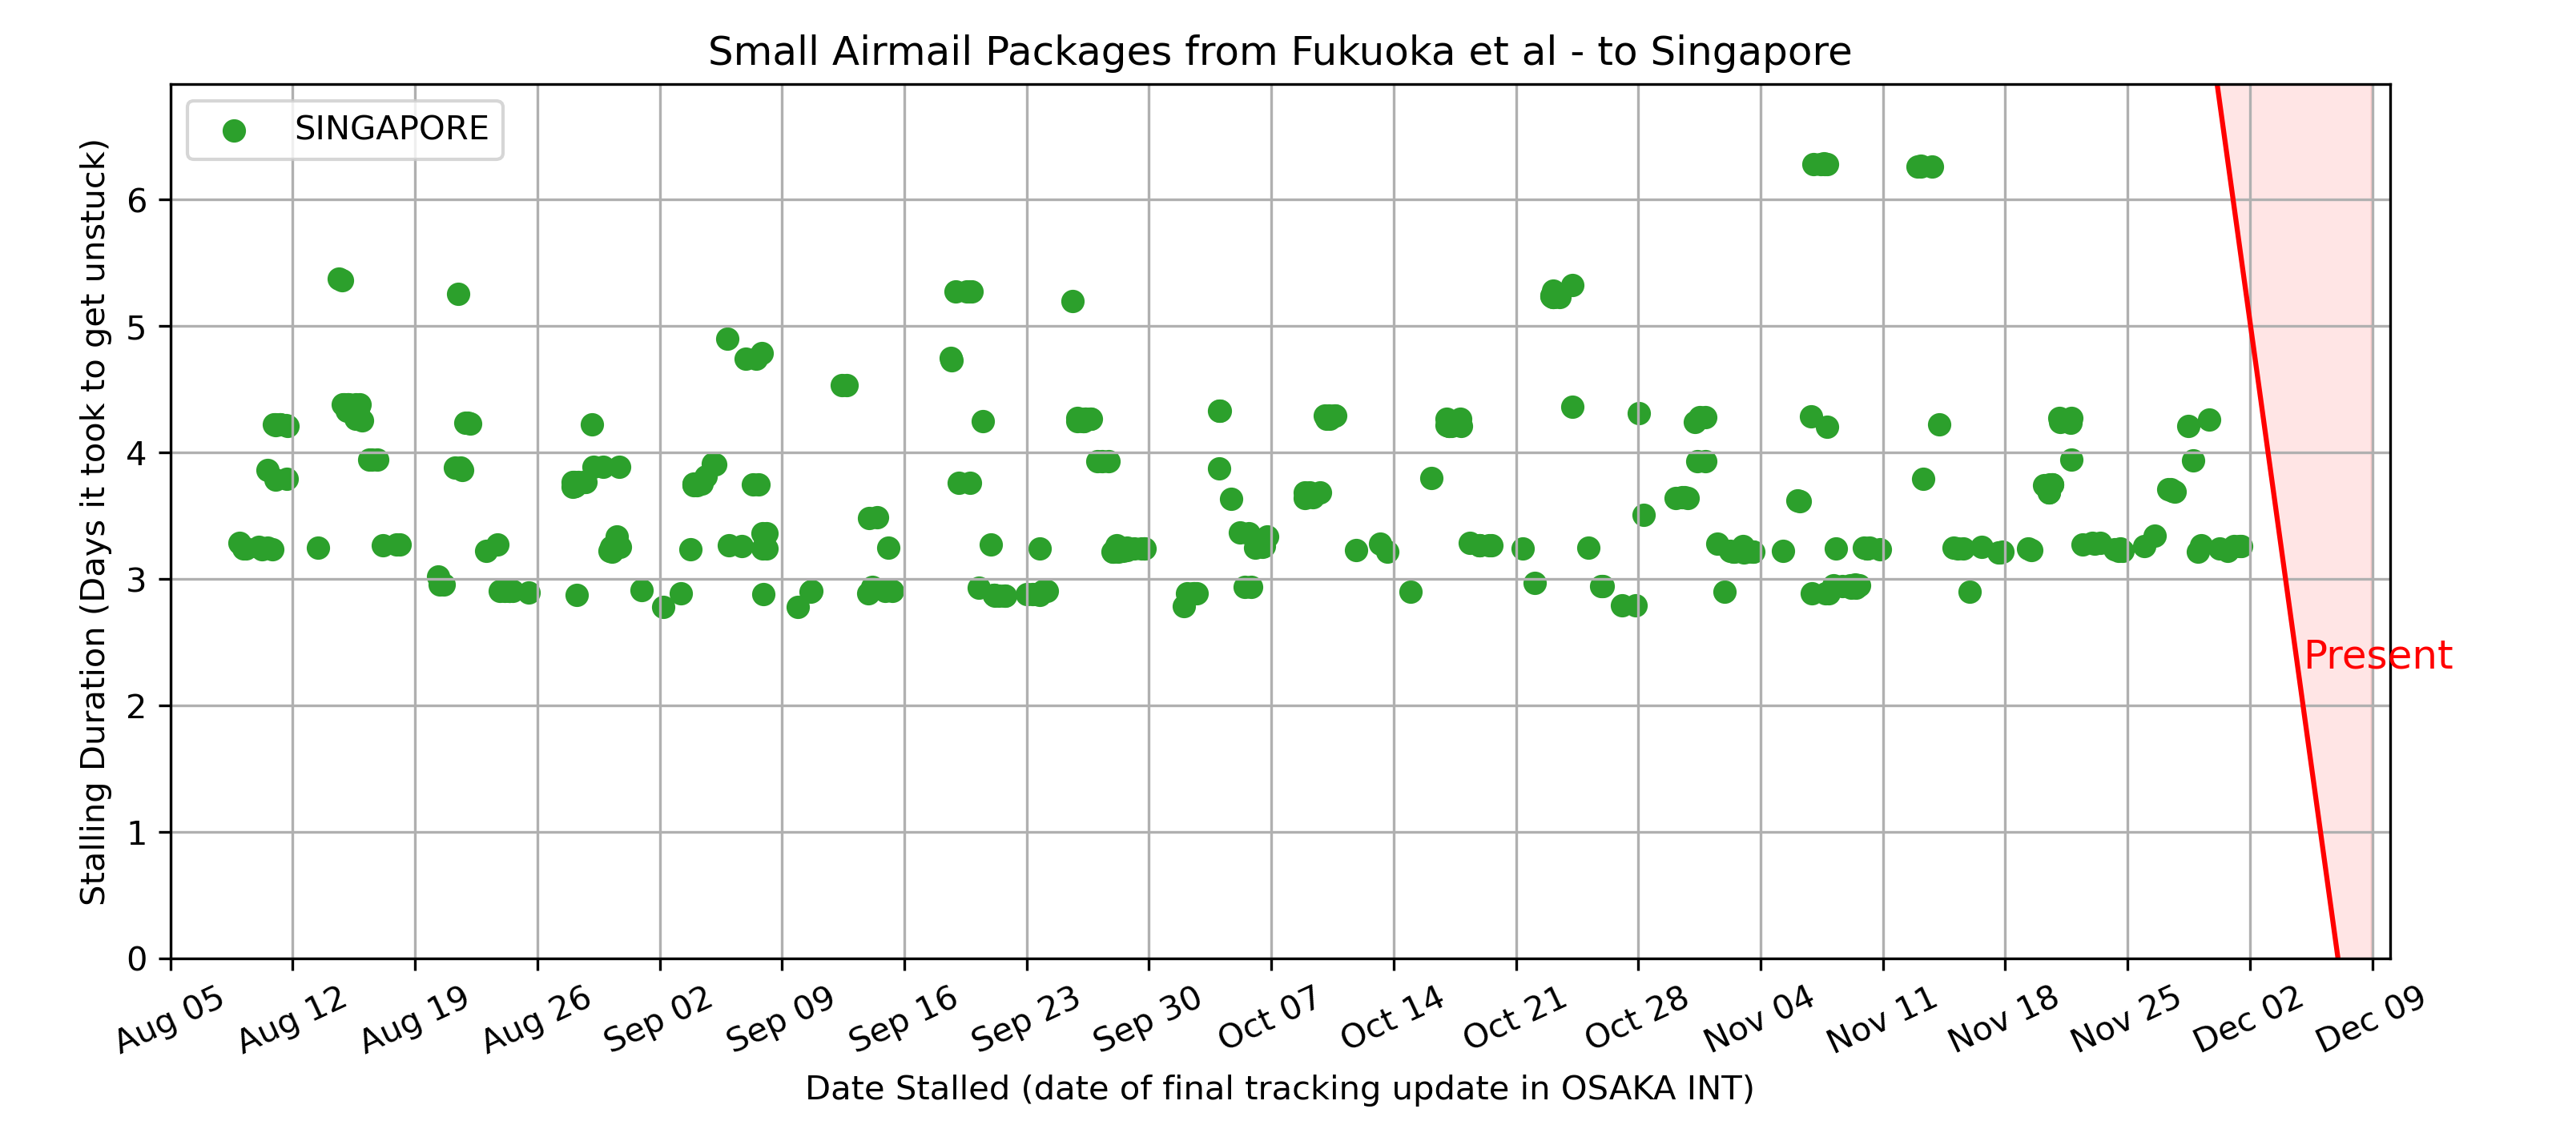 Small Airmail Packages from Fukuoka et al - to Singapore
SINGAPORE
Stalling Duration (Days it took to get unstuck)
6
5
4
3
2
1
0
Present
Aug 05
Aug 12
Aug 19
Aug 26
Sep 02
Sep 09
Sep 16
Sep 23
Sep 30
Oct 07
Oct 14
Oct 21
Oct 28
Nov 04
Nov 11
Nov 18
Nov 25
Dec 02
Dec 09
Date Stalled (date of final tracking update in OSAKA INT)